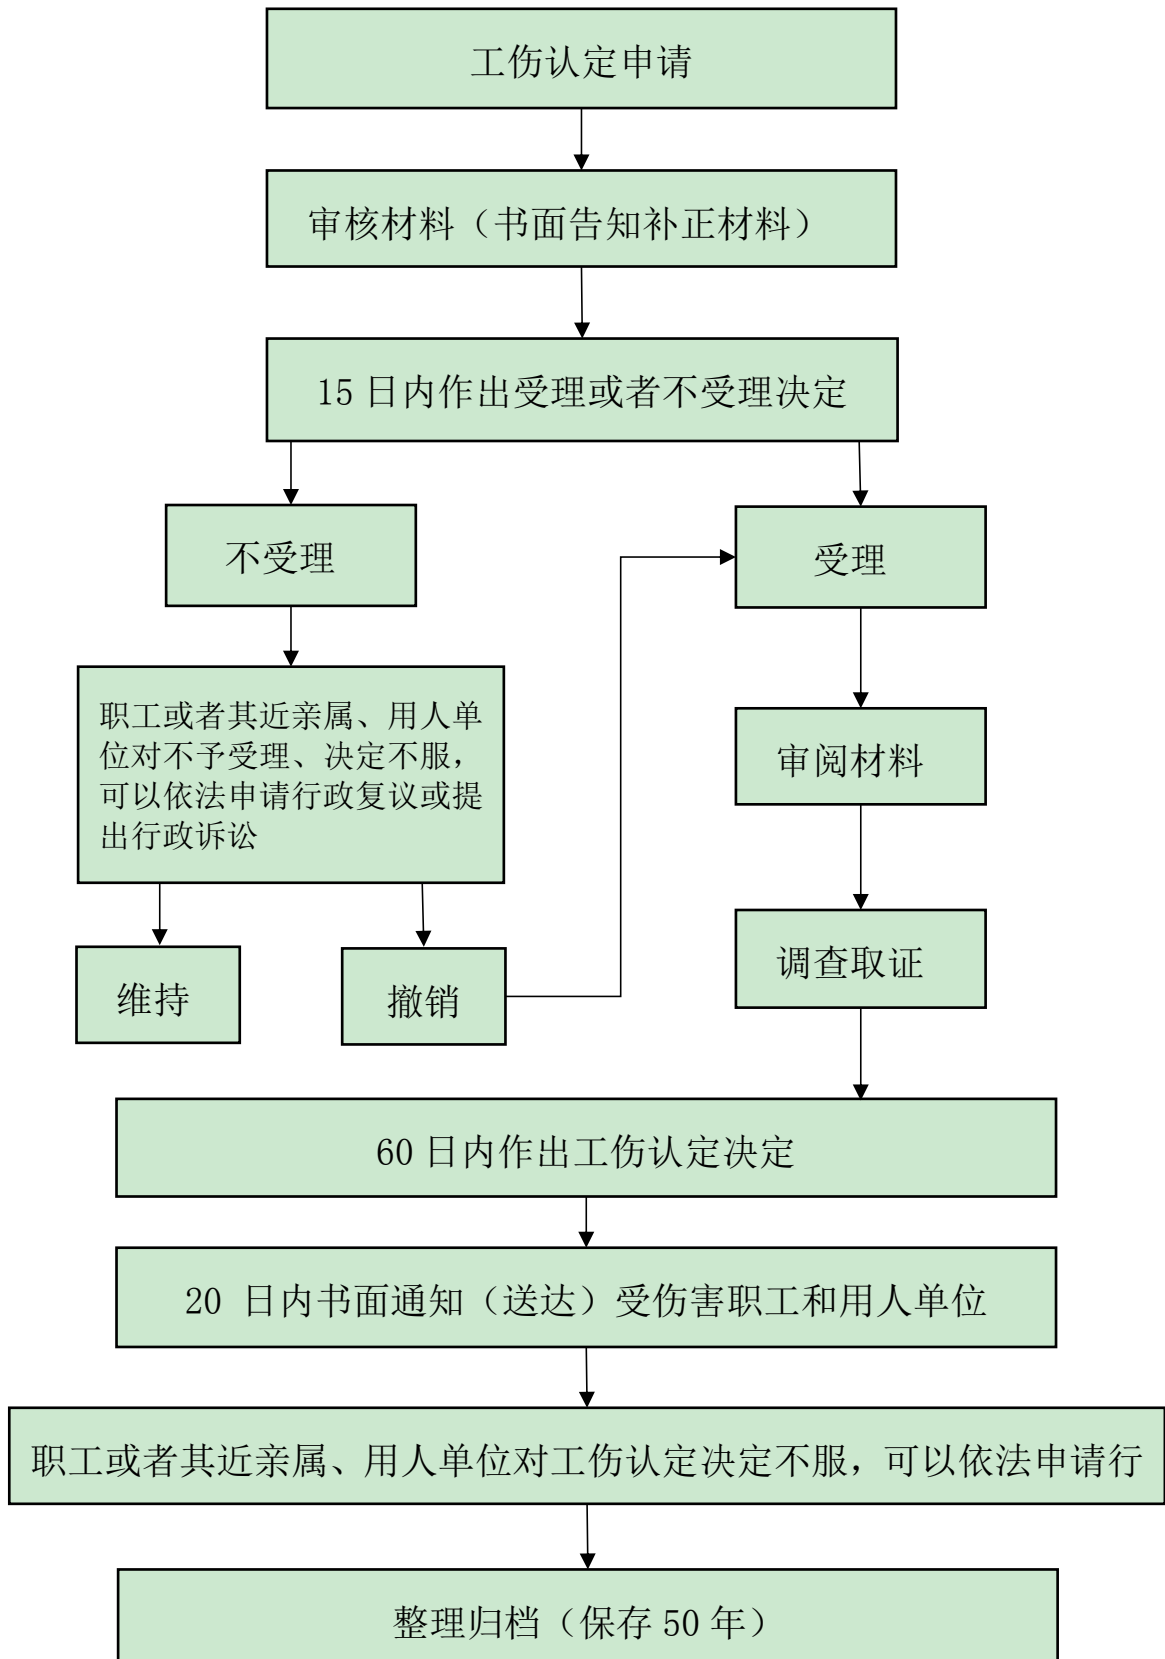 工伤认定申请
审核材料（书面告知补正材料）
15 日内作出受理或者不受理决定
不受理
受理
职工或者其近亲属、用人单
位对不予受理、决定不服，
可以依法申请行政复议或提
出行政诉讼
审阅材料
维持
撤销
调查取证
60 日内作出工伤认定决定
20 日内书面通知（送达）受伤害职工和用人单位
职工或者其近亲属、用人单位对工伤认定决定不服，可以依法申请行
整理归档（保存 50 年）